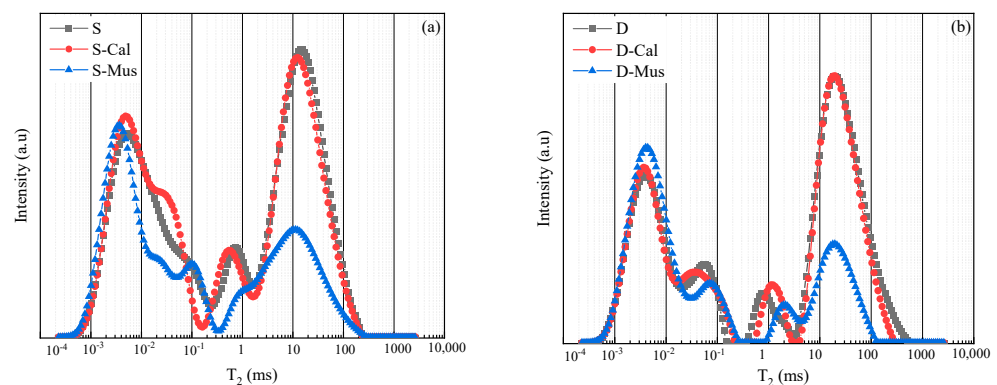 (a)
S
S-Cal
S-Mus
Intensity (a.u)
10⁻⁴ 10⁻³ 10⁻² 10⁻¹ 1 10 100 1000 10,000
T₂ (ms)
(b)
D
D-Cal
D-Mus
Intensity (a.u)
10⁻⁴ 10⁻³ 10⁻² 10⁻¹ 1 10 100 1000 10,000
T₂ (ms)